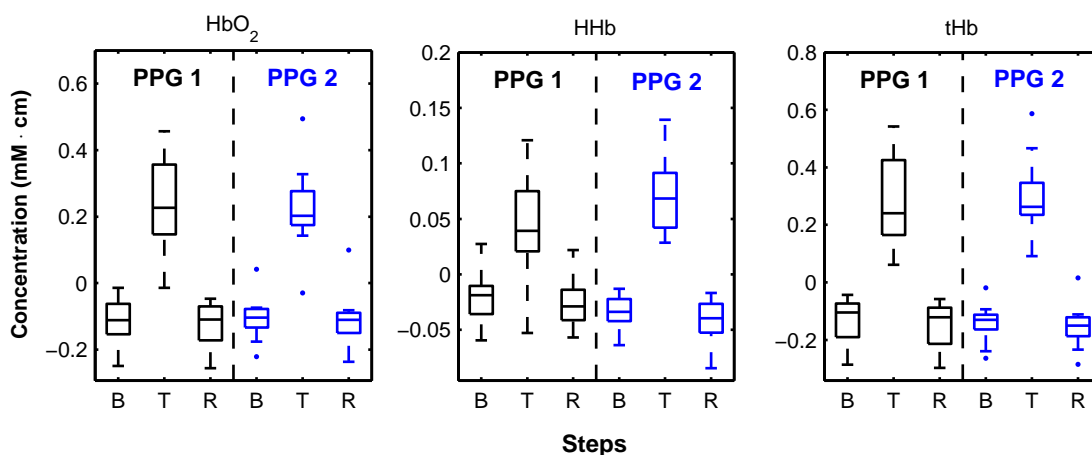 HbO2
HHb
tHb
Concentration (mM · cm)
0.6
0.4
0.2
0
−0.2
PPG 1
PPG 2
B T R B T R
0.2
0.15
0.1
0.05
0
−0.05
PPG 1
PPG 2
B T R B T R
0.8
0.6
0.4
0.2
0
−0.2
PPG 1
PPG 2
B T R B T R
Steps